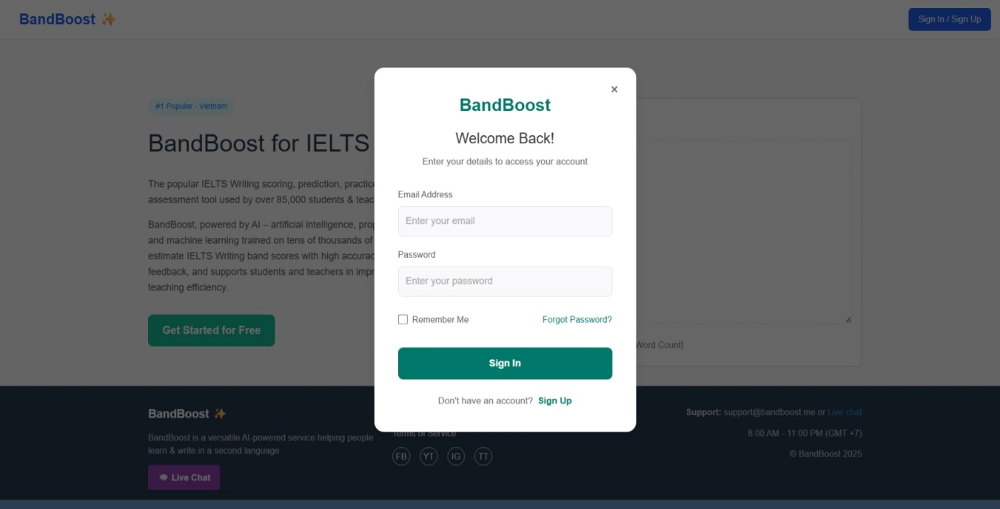 BandBoost ✨
Sign In / Sign Up
#1 Popular - Vietnam
BandBoost for IELTS
The popular IELTS Writing scoring, prediction, practice
assessment tool used by over 85,000 students &
BandBoost, powered by AI – artificial intelligence,
and machine learning trained on tens of thousands of
estimate IELTS Writing band scores with high
feedback, and supports students and teachers in
teaching efficiency.
Get Started for Free
×
BandBoost
Welcome Back!
Enter your details to access your account
Email Address
Enter your email
Password
Enter your password
Remember Me
Forgot Password?
Sign In
Don't have an account? Sign Up
Word Count]
BandBoost ✨
BandBoost is a versatile AI-powered service helping people
learn & write in a second language.
Live Chat
Terms of Service
FB YT IG TT
Support: support@bandboost.me or Live chat
8:00 AM - 11:00 PM (GMT +7)
© BandBoost 2025